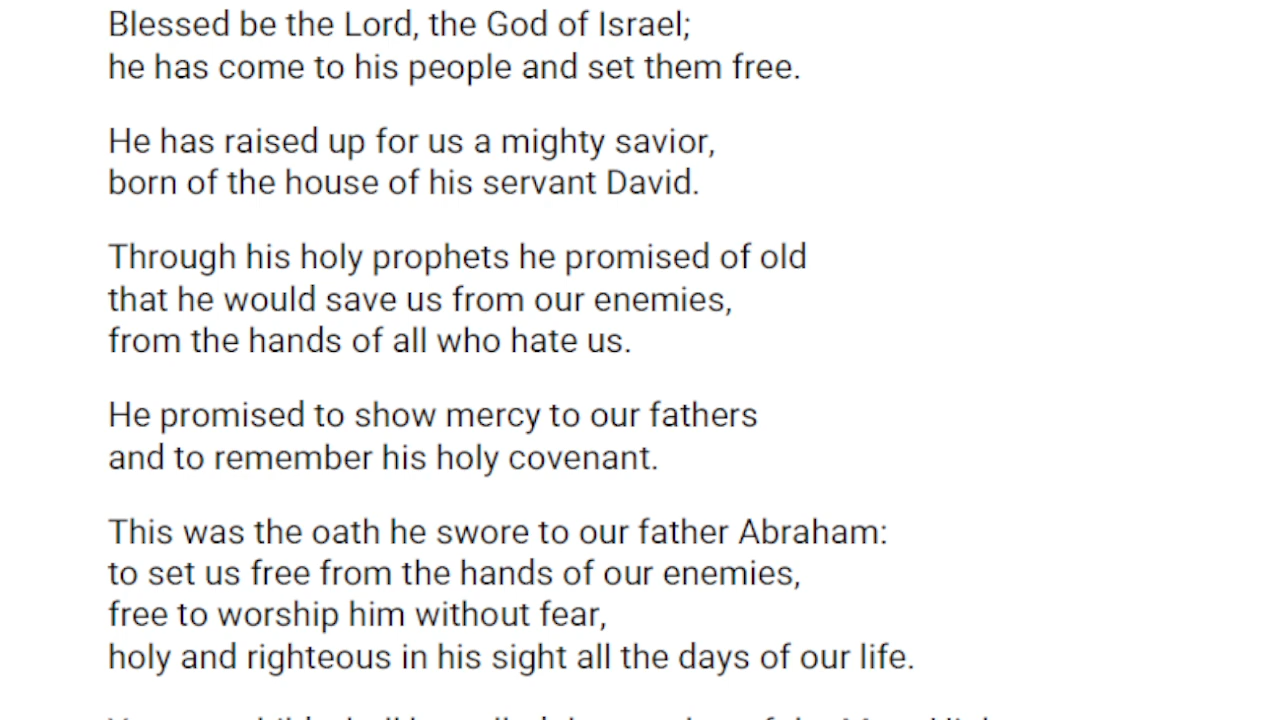 Blessed be the Lord, the God of Israel;
he has come to his people and set them free.
He has raised up for us a mighty savior,
born of the house of his servant David.
Through his holy prophets he promised of old
that he would save us from our enemies,
from the hands of all who hate us.
He promised to show mercy to our fathers
and to remember his holy covenant.
This was the oath he swore to our father Abraham:
to set us free from the hands of our enemies,
free to worship him without fear,
holy and righteous in his sight all the days of our life.